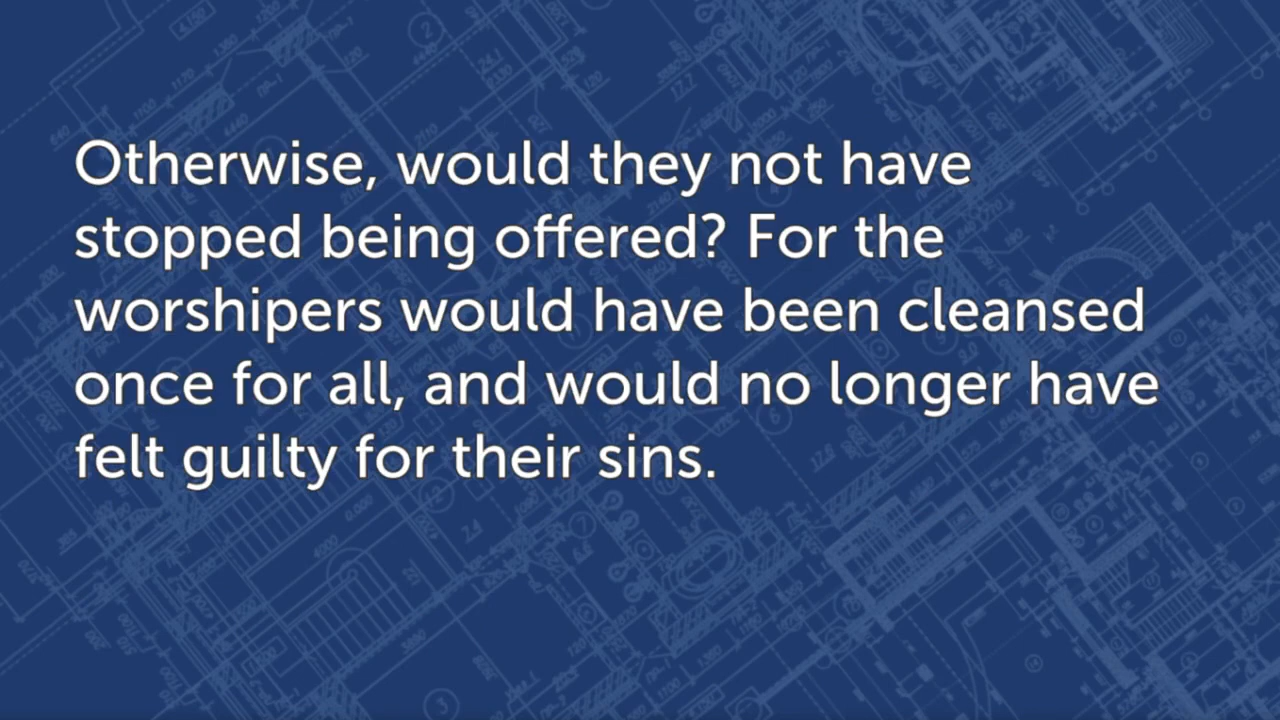 Otherwise, would they not have
stopped being offered? For the
worshipers would have been cleansed
once for all, and would no longer have
felt guilty for their sins.